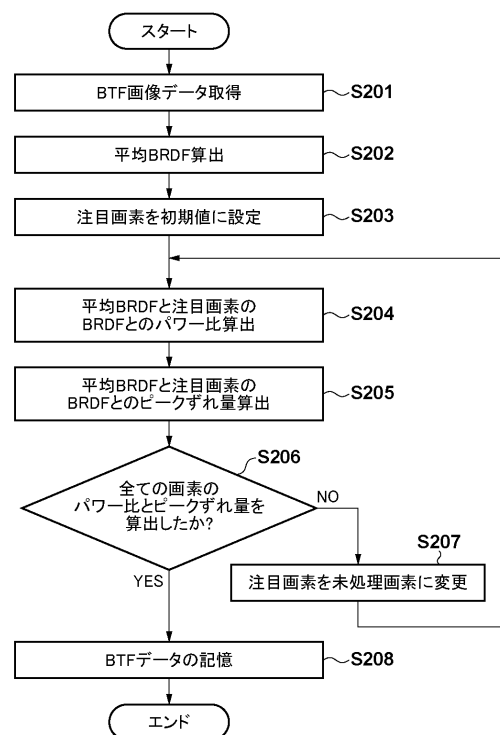 スタート
BTF画像データ取得
S201
平均BRDF算出
S202
注目画素を初期値に設定
S203
平均BRDFと注目画素の
BRDFとのパワー比算出
S204
平均BRDFと注目画素の
BRDFとのピークずれ量算出
S205
S206
全ての画素の
パワー比とピークずれ量を
算出したか?
NO
YES
S207
注目画素を未処理画素に変更
BTFデータの記憶
S208
エンド